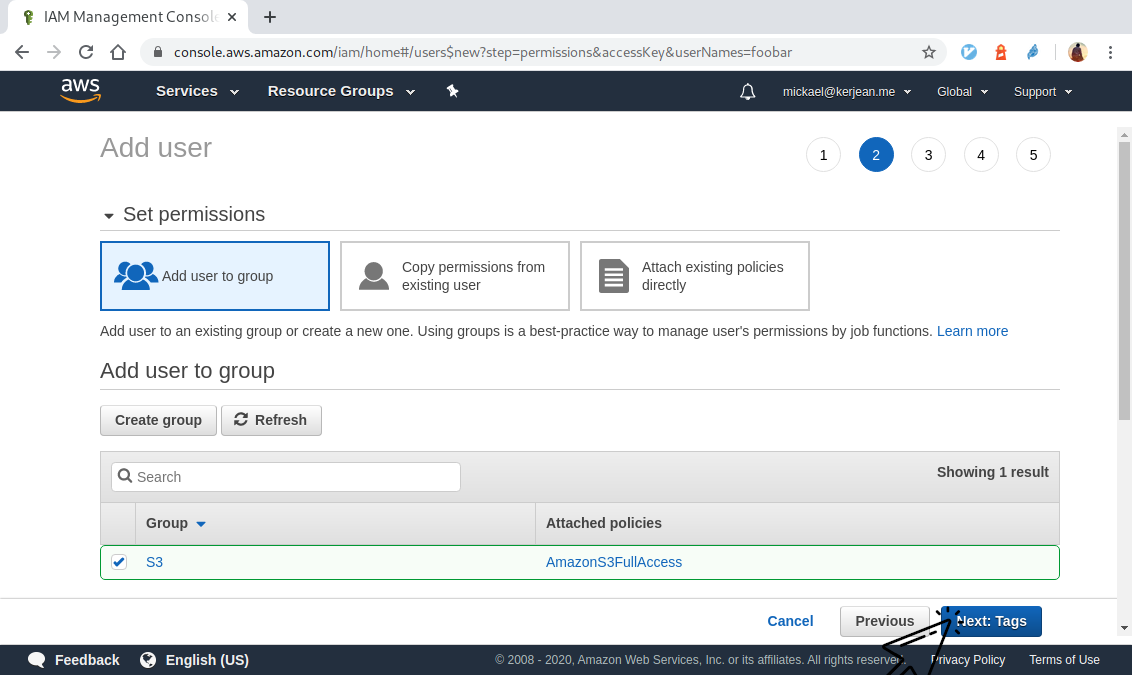 IAM Management Console
console.aws.amazon.com/iam/home#/users$new?step=permissions&accessKey&userNames=foobar
aws Services Resource Groups mickael@kerjean.me Global Support
Add user 1 2 3 4 5
Set permissions
Add user to group
Copy permissions from
existing user
Attach existing policies
directly
Add user to an existing group or create a new one. Using groups is a best-practice way to manage user's permissions by job functions. Learn more
Add user to group
Create group Refresh
Search Showing 1 result
Group Attached policies
S3 AmazonS3FullAccess
Cancel Previous Next: Tags
Feedback English (US) © 2008 - 2020, Amazon Web Services, Inc. or its affiliates. All rights reserved. Privacy Policy Terms of Use